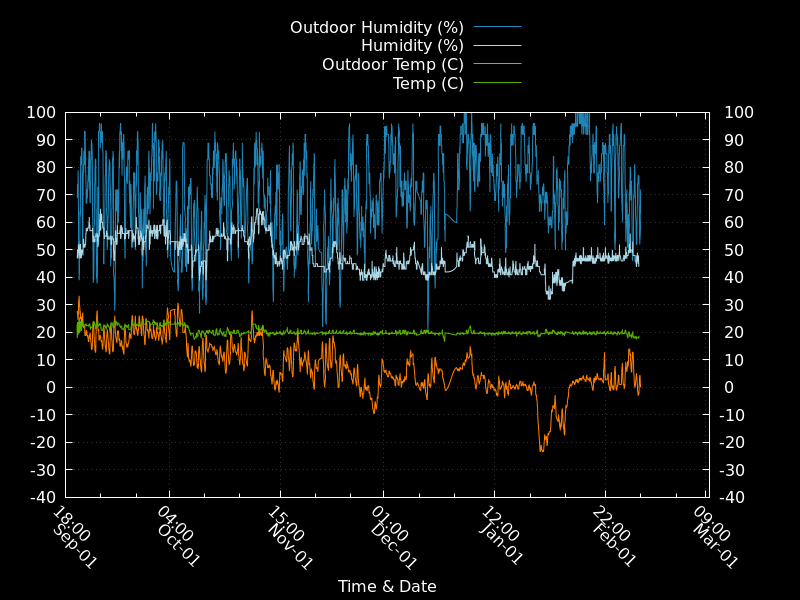 Outdoor Humidity (%)
Humidity (%)
Outdoor Temp (C)
Temp (C)
100 100
90 90
80 80
70 70
60 60
50 50
40 40
30 30
20 20
10 10
0 0
-10 -10
-20 -20
-30 -30
-40 -40
18:00
Sep-01
04:00
Oct-01
15:00
Nov-01
01:00
Dec-01
12:00
Jan-01
22:00
Feb-01
09:00
Mar-01
Time & Date